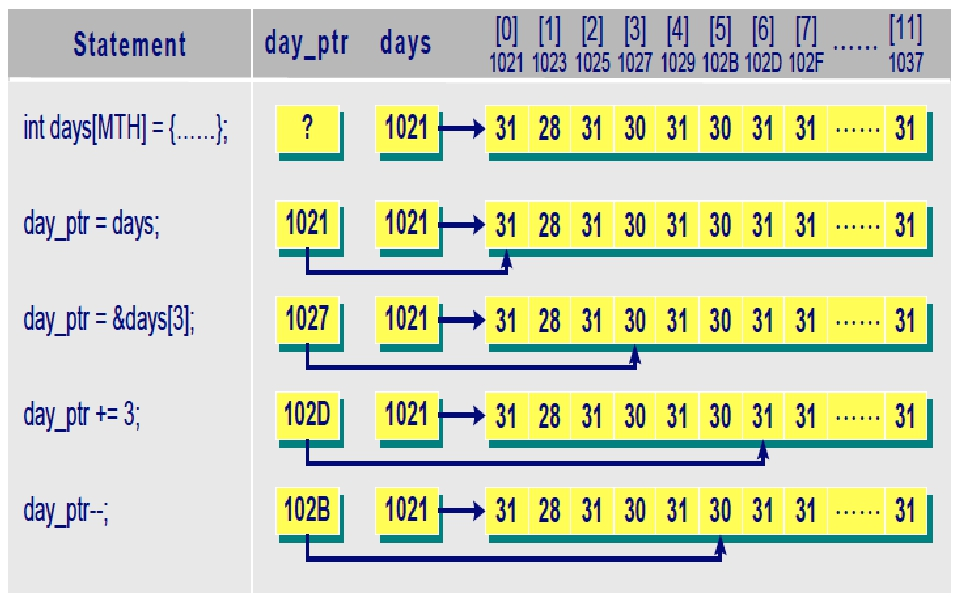 Statement day_ptr days [0] [1] [2] [3] [4] [5] [6] [7] ...... [11]
1021 1023 1025 1027 1029 102B 102D 102F 1037
int days[MTH] = {......}; ? 1021 31 28 31 30 31 30 31 31 ...... 31
day_ptr = days; 1021 1021 31 28 31 30 31 30 31 31 ...... 31
day_ptr = &days[3]; 1027 1021 31 28 31 30 31 30 31 31 ...... 31
day_ptr += 3; 102D 1021 31 28 31 30 31 30 31 31 ...... 31
day_ptr--; 102B 1021 31 28 31 30 31 30 31 31 ...... 31